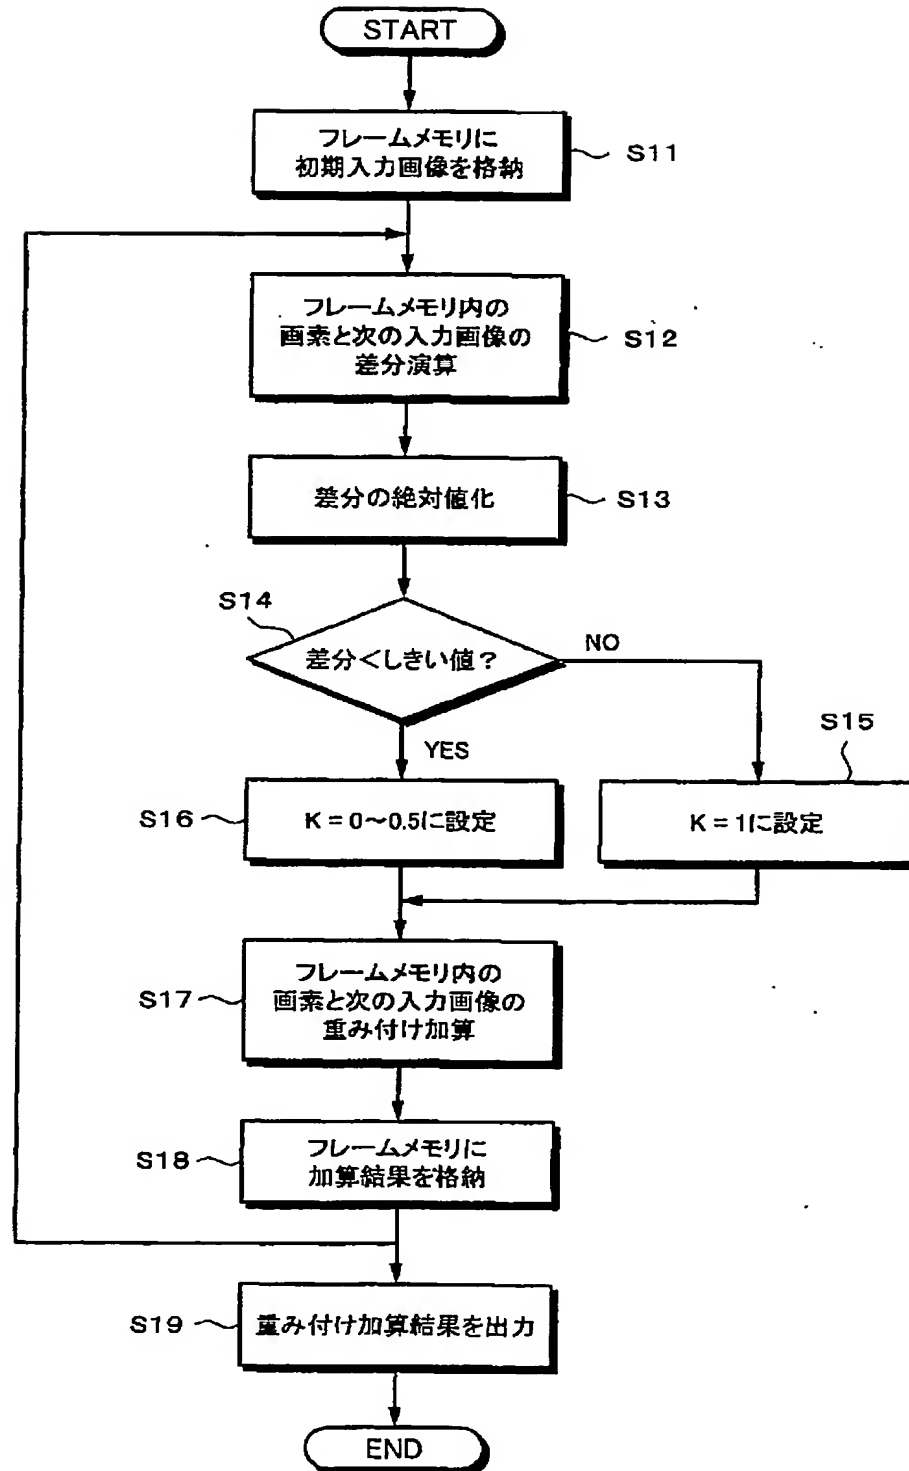 START
フレームメモリに
初期入力画像を格納
S11
フレームメモリ内の
画素と次の入力画像の
差分演算
S12
差分の絶対値化
S13
S14
差分<しきい値?
NO
YES
S15
K = 1に設定
S16
K = 0～0.5に設定
フレームメモリ内の
画素と次の入力画像の
重み付け加算
S17
フレームメモリに
加算結果を格納
S18
重み付け加算結果を出力
S19
END